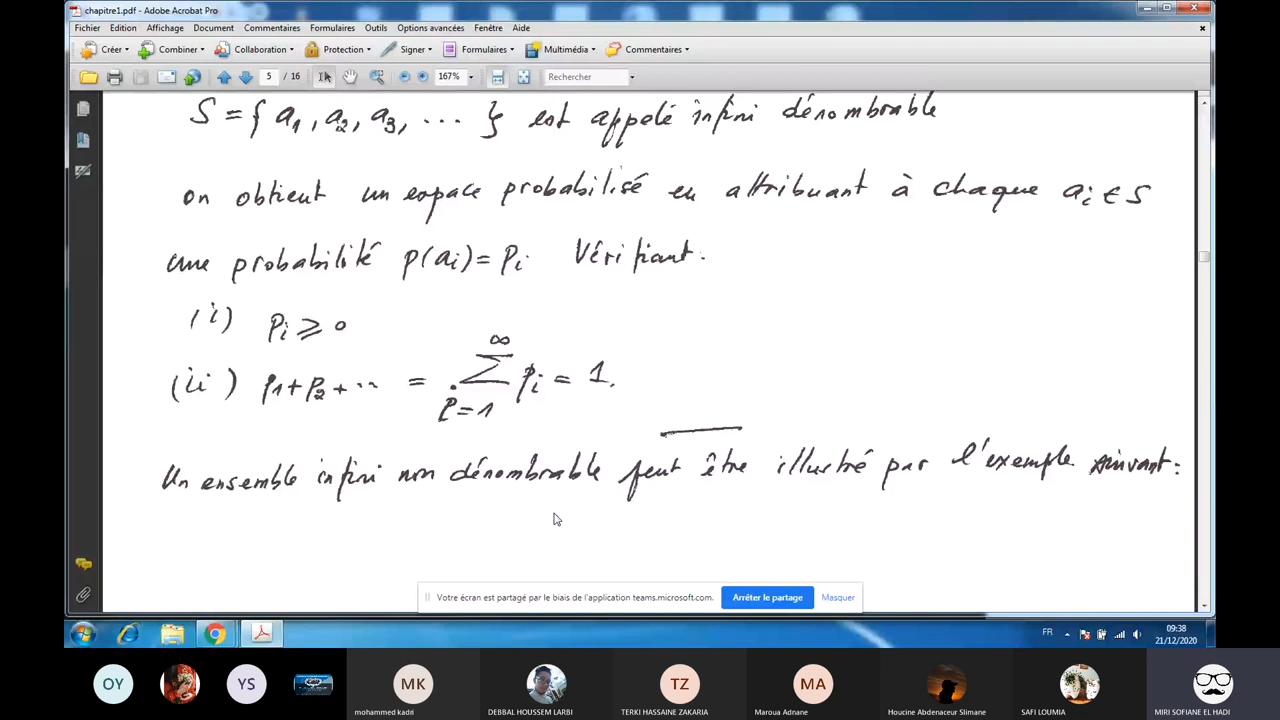 chapitre1.pdf - Adobe Acrobat Pro
Fichier Edition Affichage Document Commentaires Formulaires Outils Options avancées Fenêtre Aide
Créer Combiner Collaboration Protection Signer Formulaires Multimédia Commentaires
5 / 16 167% Rechercher
S = { a1, a2, a3, ... } est appelé infini dénombrable
on obtient un espace probabilisé en attribuant à chaque ai ∈ S
une probabilité p(ai) = pi Vérifiant.
(i) pi ≥ 0
(ii) p1 + p2 + ... = ∑_{p=1}^{∞} pi = 1.
Un ensemble infini non dénombrable peut être illustré par l'exemple suivant:
Votre écran est partagé par le biais de l'application teams.microsoft.com. Arrêter le partage Masquer
FR 09:38
21/12/2020
OY YS MK TZ MA
mohammed kadri DEBBAL HOUSSEM LARBI TERKI HASSAINE ZAKARIA Maroua Adnane Houcine Abdenaceur Slimane SAFI LOUMIA MIRI SOFIANE EL HADI